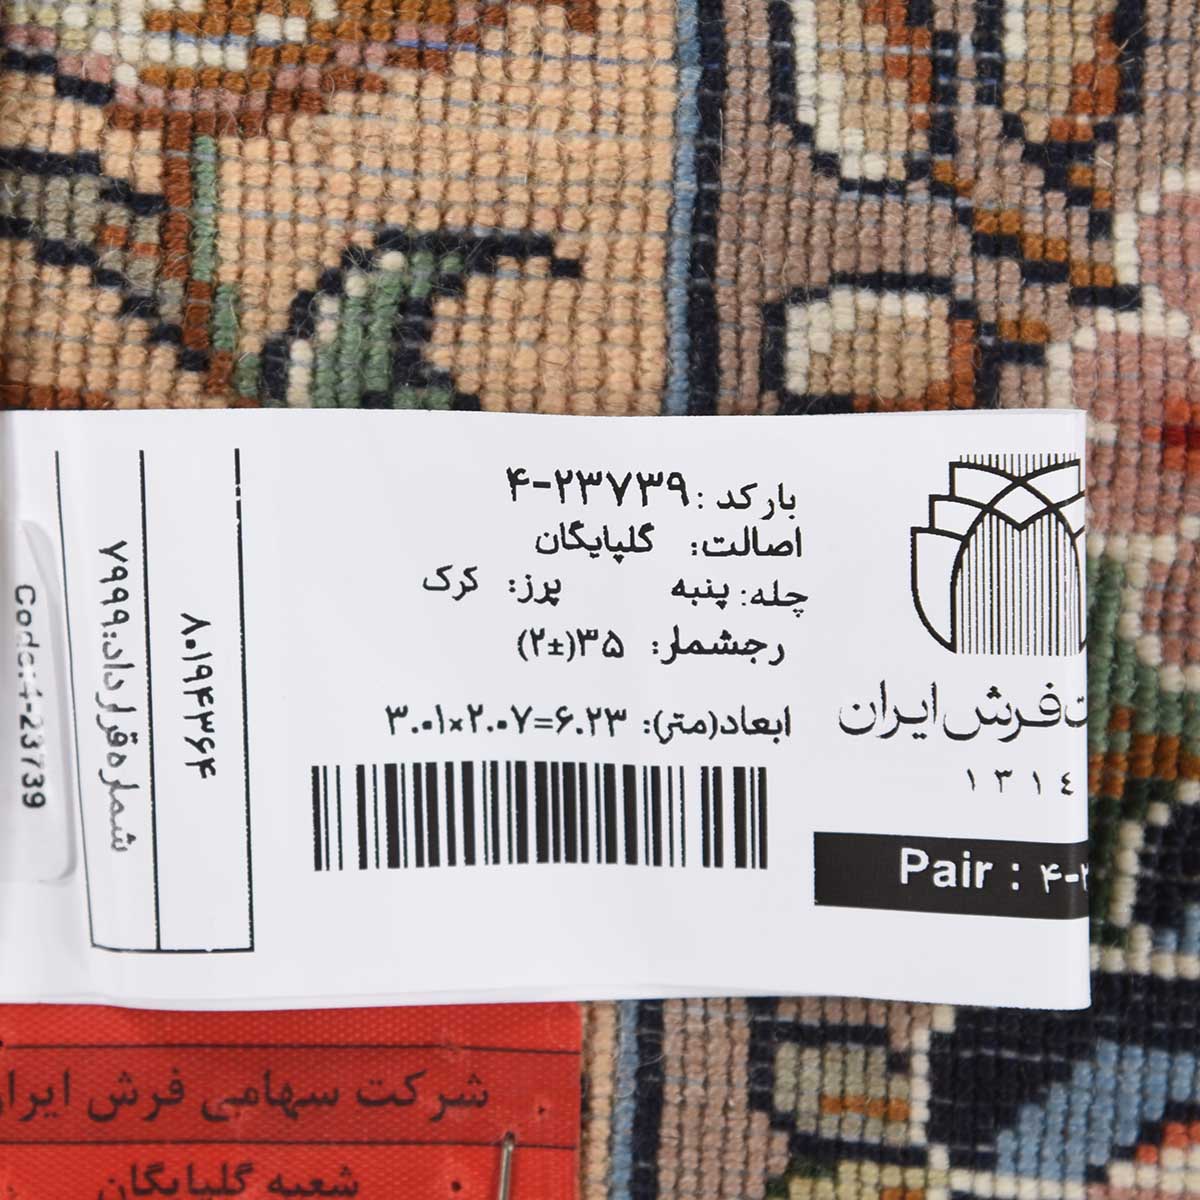 بارکد: ۴-۲۳۷۳۹
اصالت: گلپایگان
چله: پنبه پرز: کرک
رجشمار: ۳۵(±۲)
ابعاد(متر): ۳.۰۱×۲.۰۷=۶.۲۳
فرش ایران
۱۳۱٤
Pair : ۴-
۸۰۱۹۴۳۶۴
شماره قرارداد: ۷۹۹۹
Code:4-23739
شرکت سهامی فرش ایران
شعبه گلپایگان